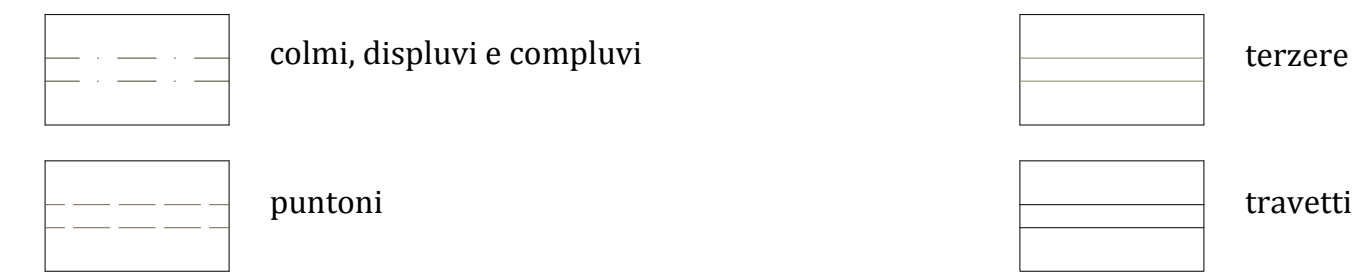 colmi, displuvi e compluvi
terzere
puntoni
travetti